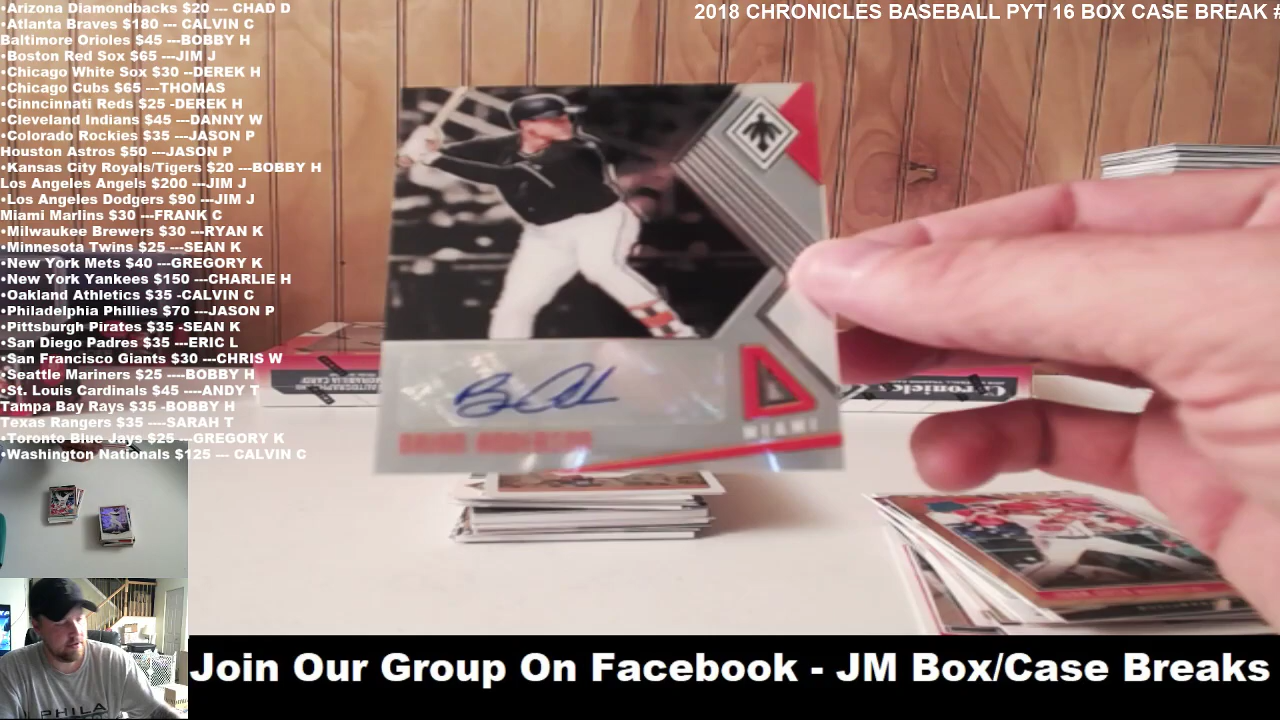 •Arizona Diamondbacks $20 --- CHAD D
•Atlanta Braves $180 --- CALVIN C
Baltimore Orioles $45 ---BOBBY H
•Boston Red Sox $65 ---JIM J
•Chicago White Sox $30 --DEREK H
•Chicago Cubs $65 ---THOMAS
•Cinncinnati Reds $25 -DEREK H
•Cleveland Indians $45 ---DANNY W
•Colorado Rockies $35 ---JASON P
Houston Astros $50 ---JASON P
•Kansas City Royals/Tigers $20 ---BOBBY H
Los Angeles Angels $200 ---JIM J
•Los Angeles Dodgers $90 ---JIM J
Miami Marlins $30 ---FRANK C
•Milwaukee Brewers $30 ---RYAN K
•Minnesota Twins $25 ---SEAN K
•New York Mets $40 ---GREGORY K
•New York Yankees $150 ---CHARLIE H
•Oakland Athletics $35 -CALVIN C
•Philadelphia Phillies $70 ---JASON P
•Pittsburgh Pirates $35 -SEAN K
•San Diego Padres $35 ---ERIC L
•San Francisco Giants $30 ---CHRIS W
•Seattle Mariners $25 ----BOBBY H
•St. Louis Cardinals $45 ----ANDY T
Tampa Bay Rays $35 -BOBBY H
Texas Rangers $35 ----SARAH T
•Toronto Blue Jays $25 ---GREGORY K
•Washington Nationals $125 --- CALVIN C
2018 CHRONICLES BASEBALL PYT 16 BOX CASE BREAK #
BRIAN ANDERSON
MIAMI
Chronicles
PHILA
Join Our Group On Facebook - JM Box/Case Breaks